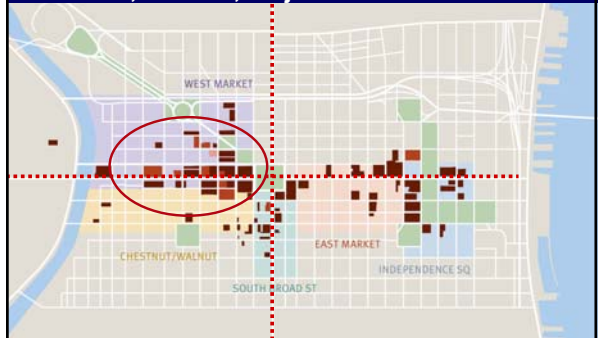 WEST MARKET
EAST MARKET
CHESTNUT/WALNUT
INDEPENDENCE SQ
SOUTH BROAD ST